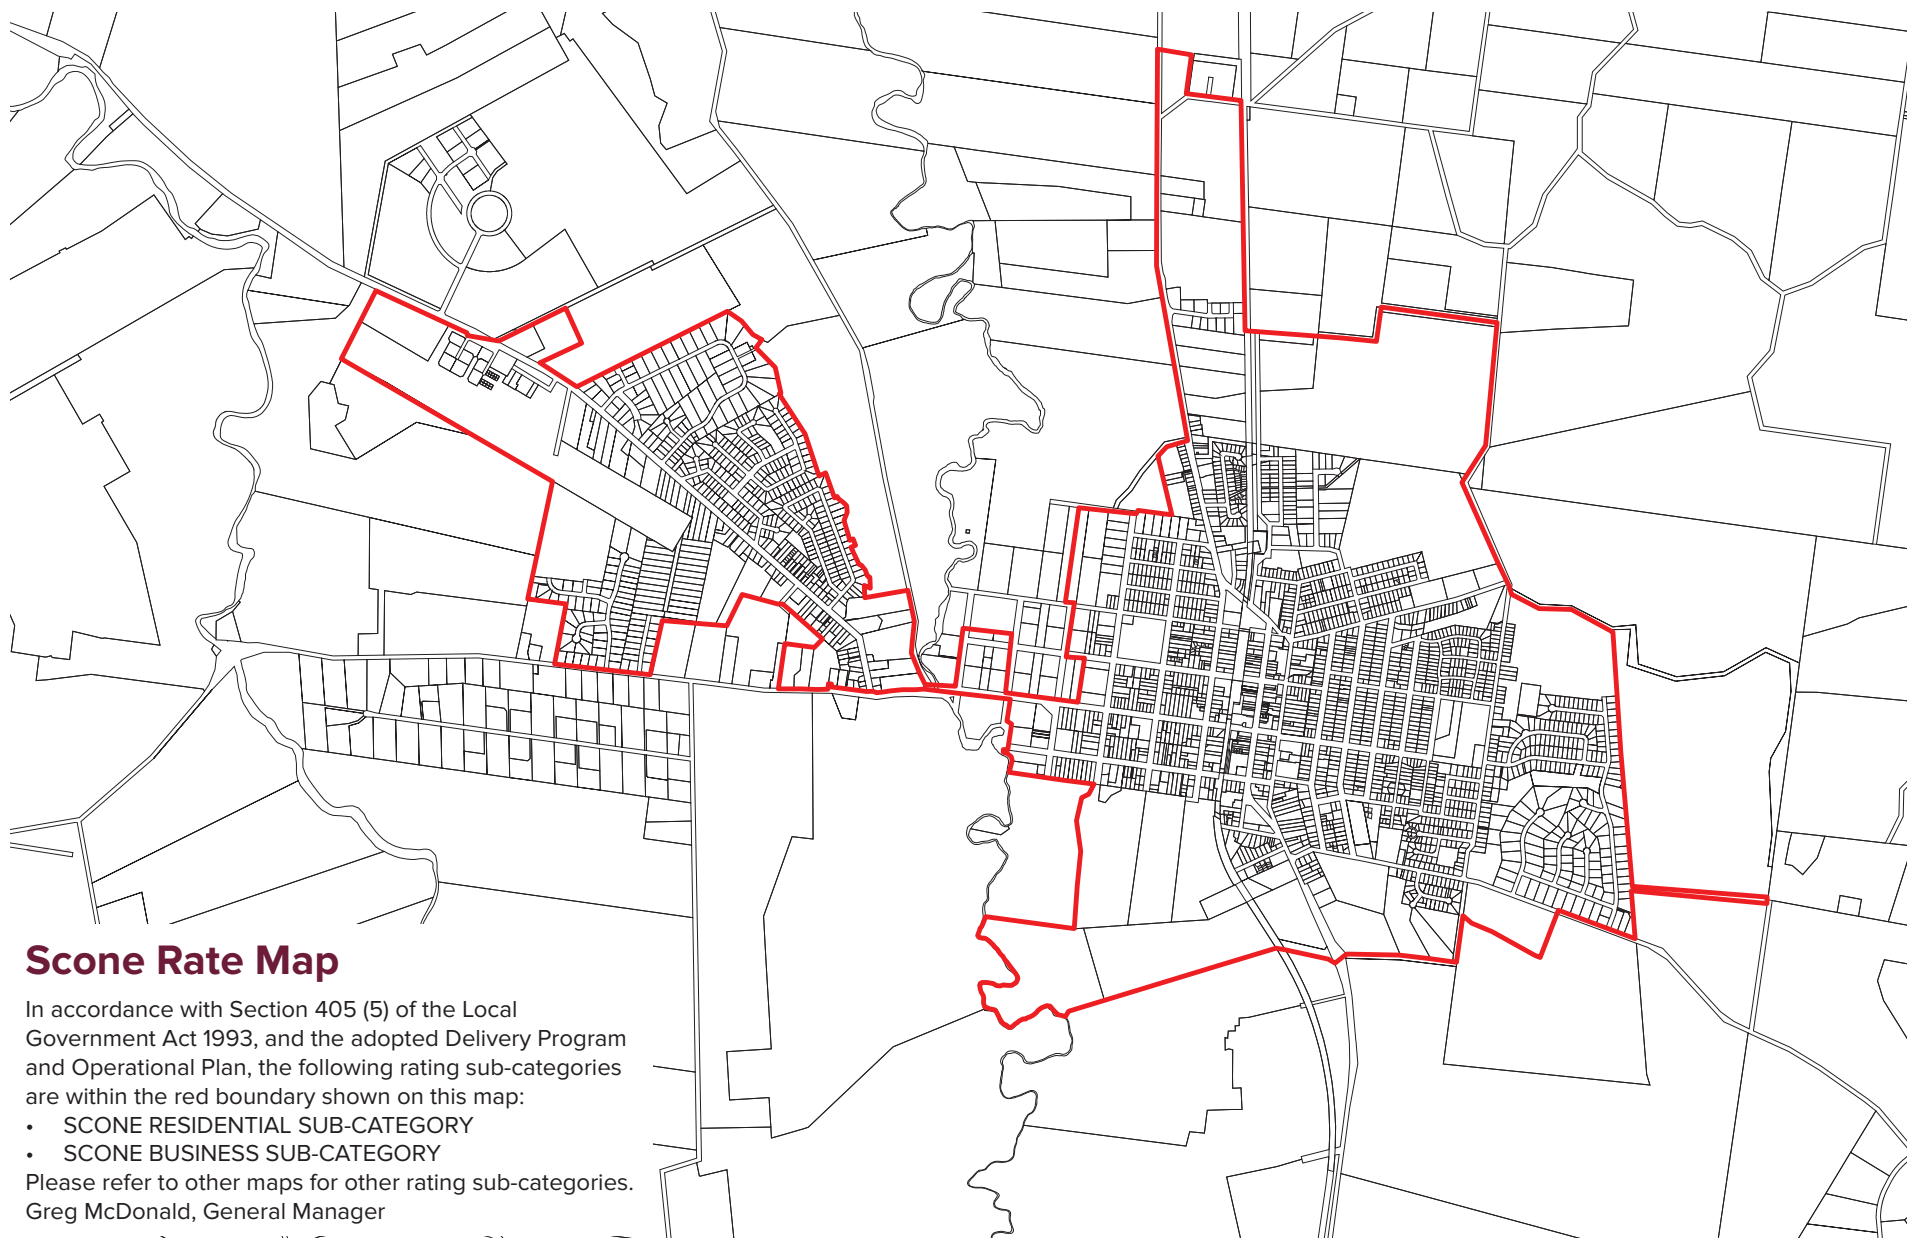 Scone Rate Map
In accordance with Section 405 (5) of the Local
Government Act 1993, and the adopted Delivery Program
and Operational Plan, the following rating sub-categories
are within the red boundary shown on this map:
• SCONE RESIDENTIAL SUB-CATEGORY
• SCONE BUSINESS SUB-CATEGORY
Please refer to other maps for other rating sub-categories.
Greg McDonald, General Manager